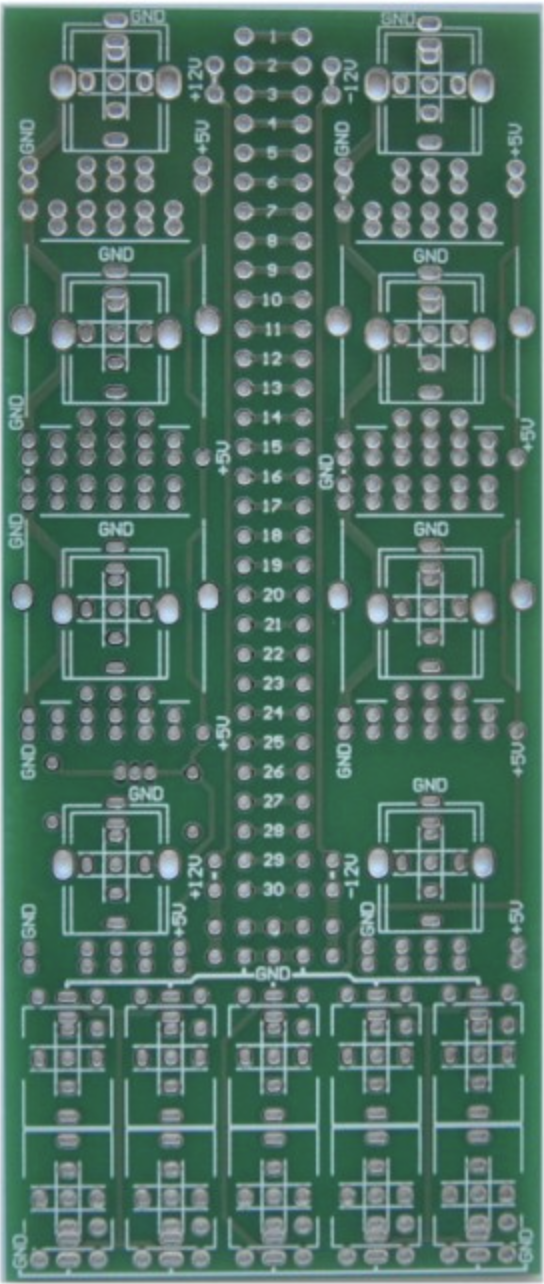 GND GND
1
+12V 2 -12V
3
4
GND +5V 5 GND +5V
6
7
8
GND 9 GND
10
11
12
13
GND 14
+5V 15 GND +5V
16
17
GND GND 18 GND
19
20
21
22
23
24
GND +5V 25 GND +5V
26
GND 27 GND
28
+12V 29 -12V
30
GND +5V GND +5V
GND
GND GND